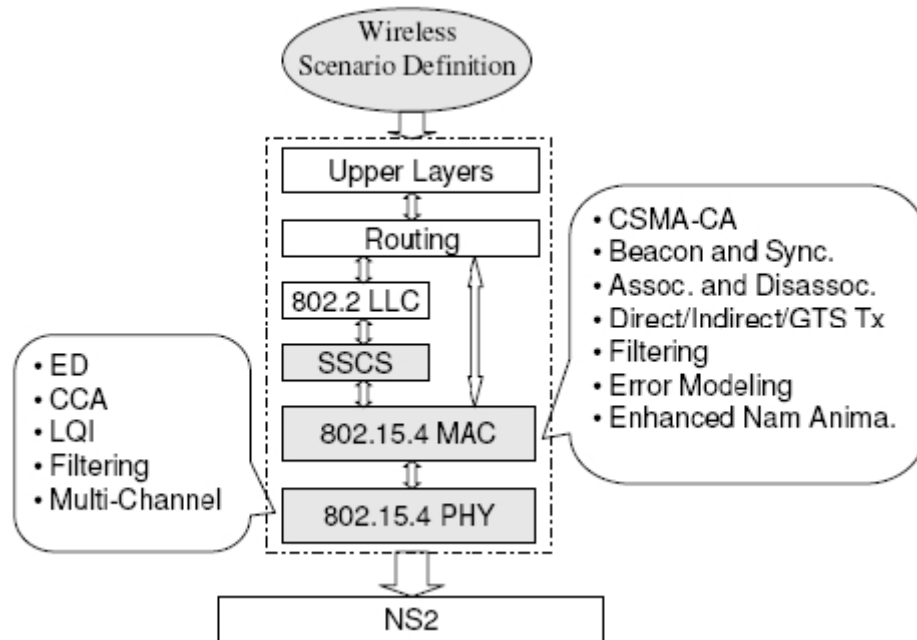 Wireless
Scenario Definition
Upper Layers
Routing
802.2 LLC
SSCS
802.15.4 MAC
802.15.4 PHY
NS2
• CSMA-CA
• Beacon and Sync.
• Assoc. and Disassoc.
• Direct/Indirect/GTS Tx
• Filtering
• Error Modeling
• Enhanced Nam Anima.
• ED
• CCA
• LQI
• Filtering
• Multi-Channel